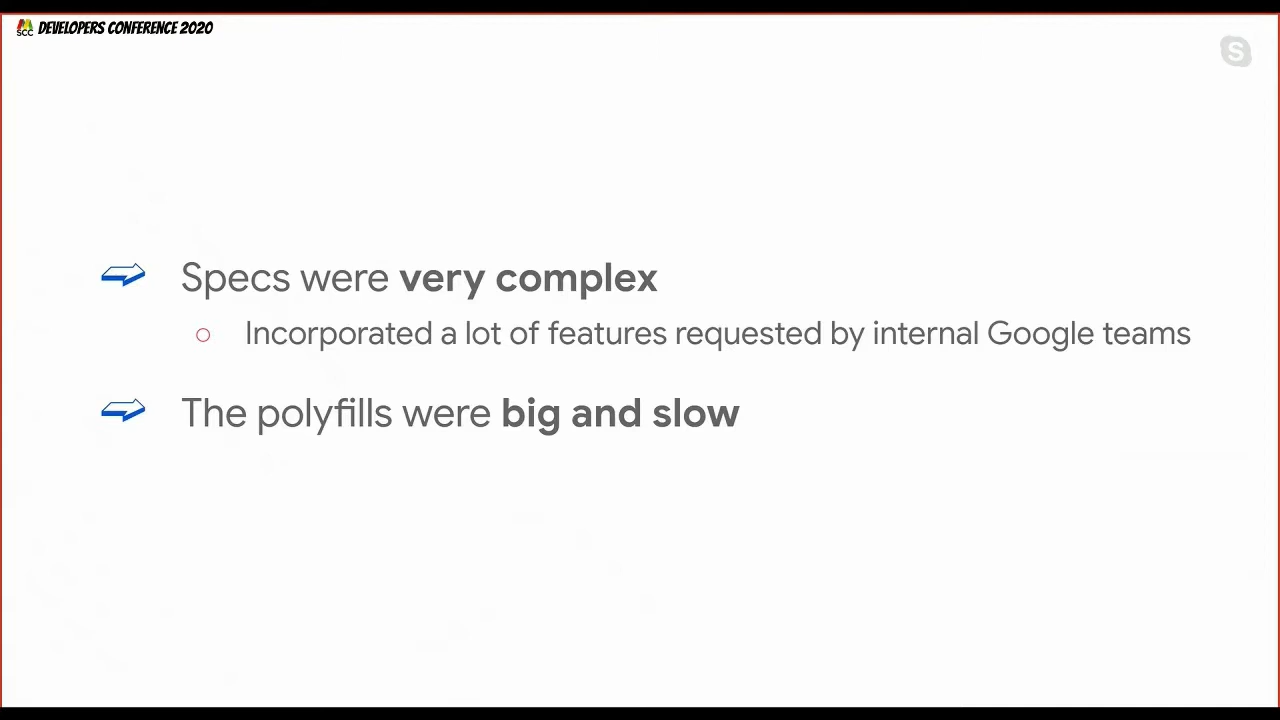 SCC DEVELOPERS CONFERENCE 2020
S
Specs were very complex
Incorporated a lot of features requested by internal Google teams
The polyfills were big and slow